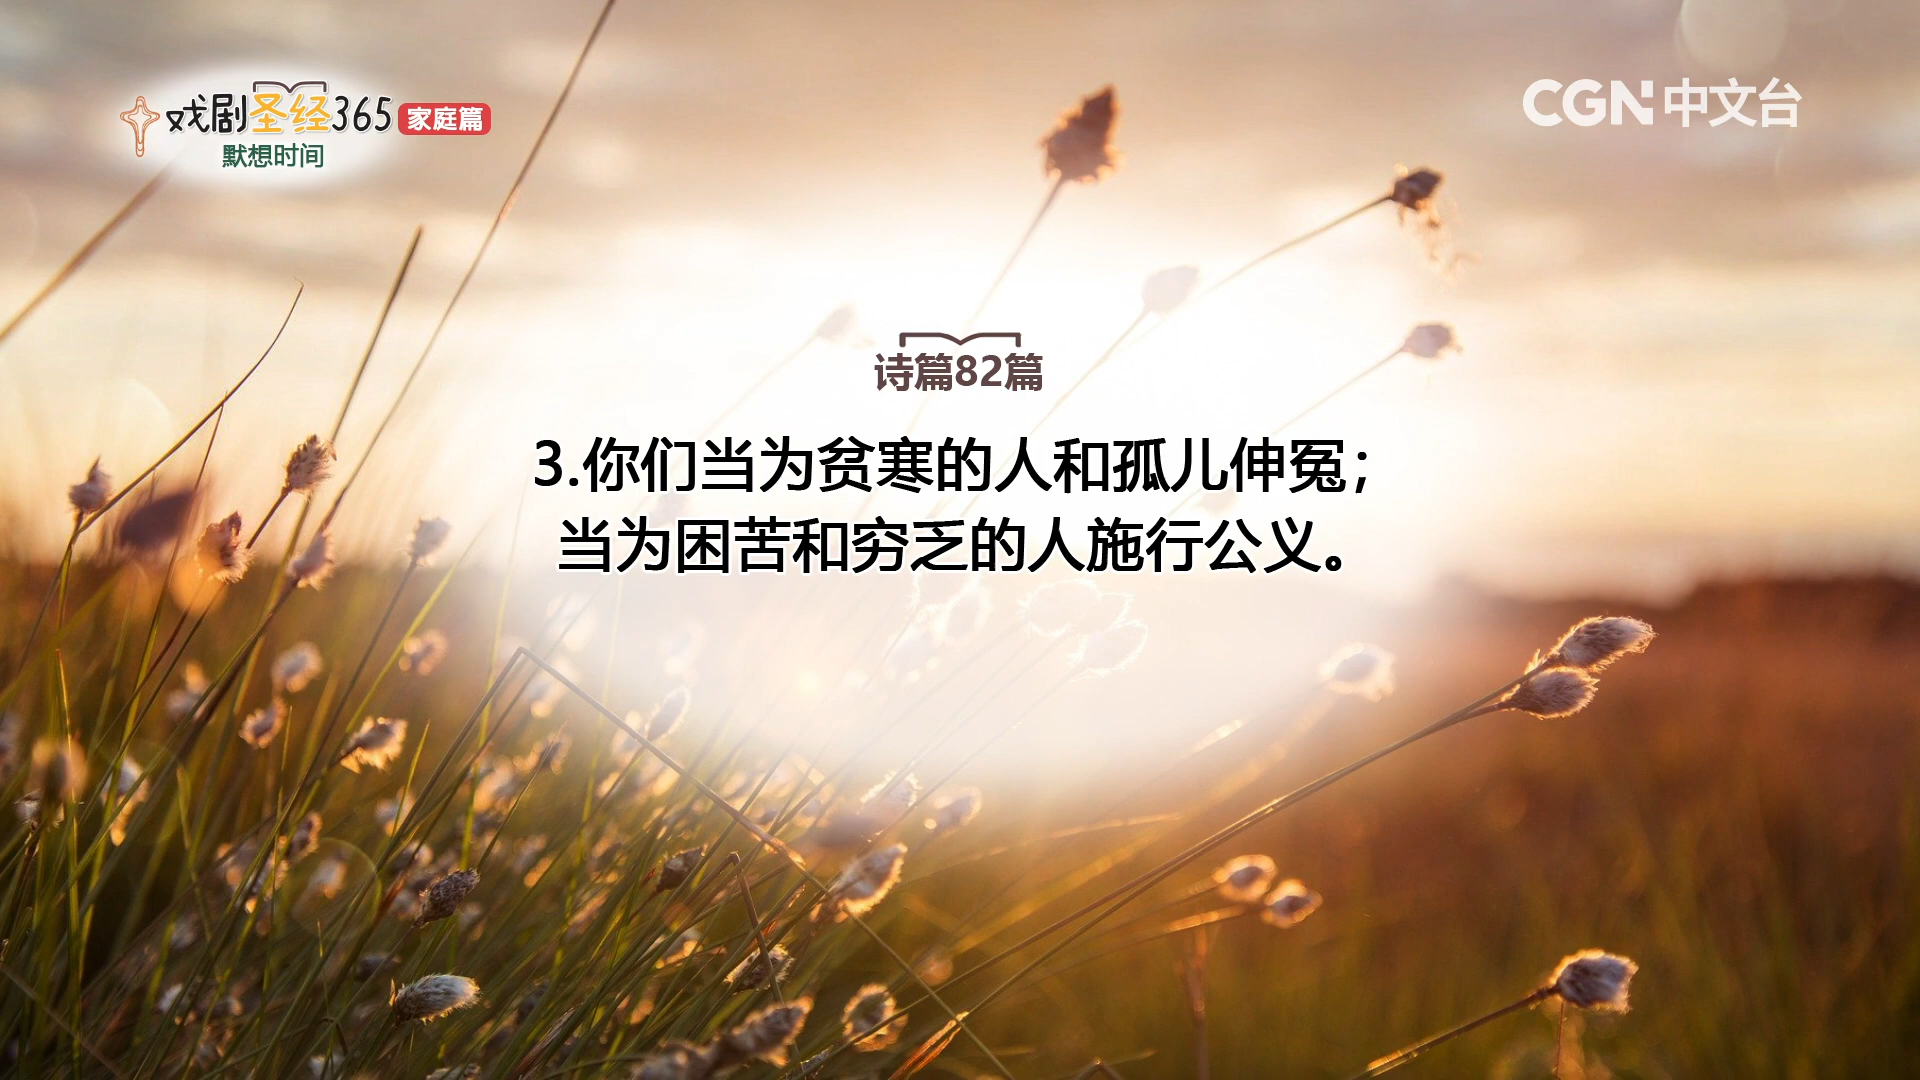 戏剧圣经365 家庭篇
默想时间
CGN中文台
诗篇82篇
3.你们当为贫寒的人和孤儿伸冤；
当为困苦和穷乏的人施行公义。